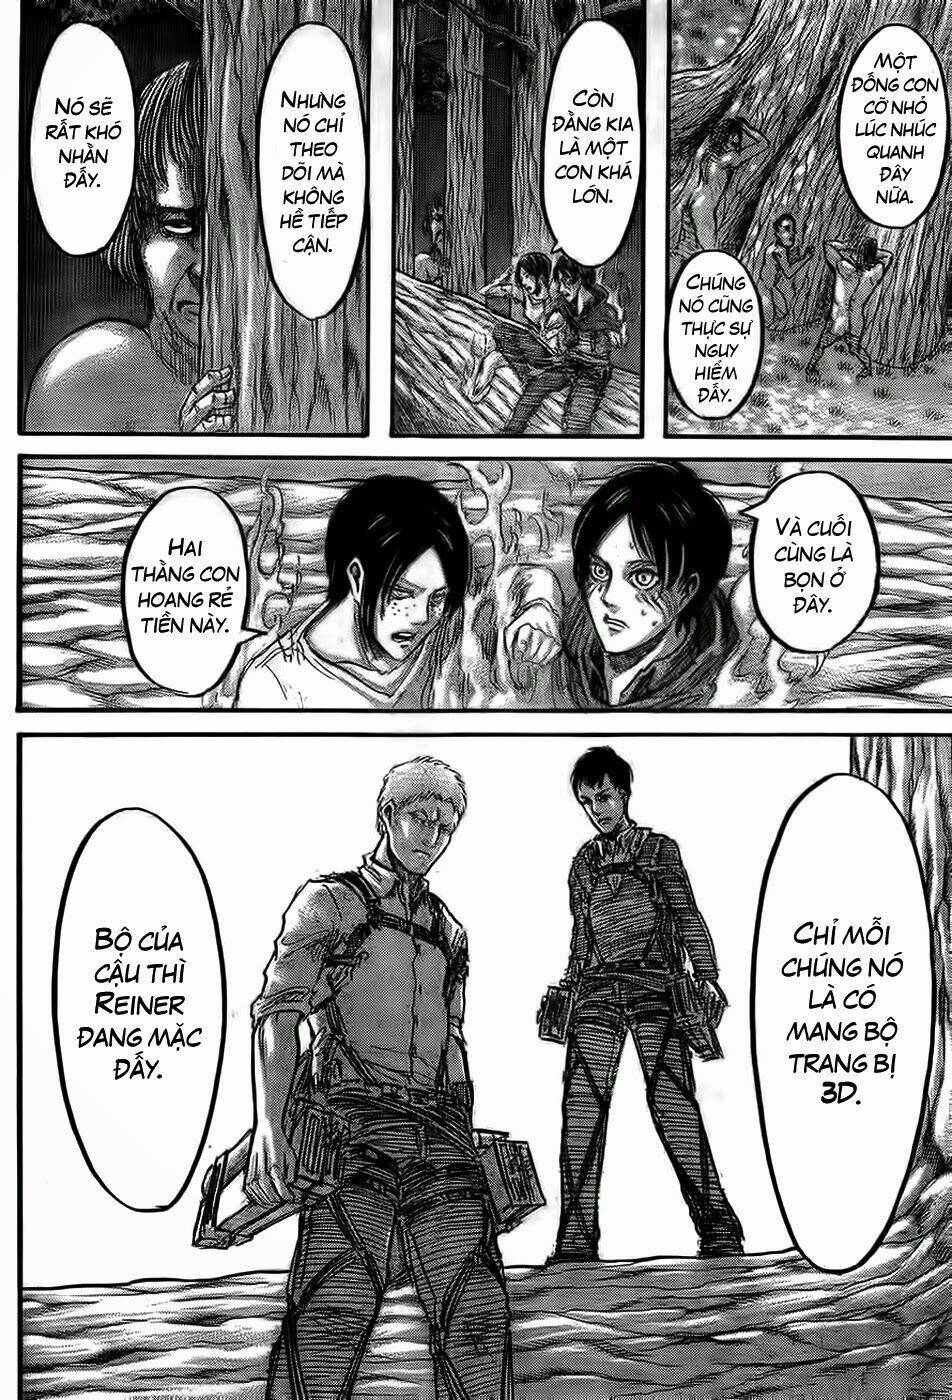 MỘT
ĐỐNG CON
CỠ NHỎ
LÚC NHÚC
QUANH
ĐÂY
NỮA.
CHÚNG
NÓ CŨNG
THỰC SỰ
NGUY
HIỂM
ĐẤY.
CÒN
ĐẰNG KIA
LÀ MỘT
CON KHÁ
LỚN.
NHƯNG
NÓ CHỈ
THEO
DÕI MÀ
KHÔNG
HỀ TIẾP
CẬN.
NÓ SẼ
RẤT KHÓ
NHẰN
ĐẤY.
VÀ CUỐI
CÙNG LÀ
BỌN Ở
ĐÂY.
HAI
THẰNG CON
HOANG RẺ
TIỀN NÀY.
CHỈ MỖI
CHÚNG NÓ
LÀ CÓ
MANG BỘ
TRANG BỊ
3D.
BỘ CỦA
CẬU THÌ
REINER
ĐANG MẶC
ĐẤY.